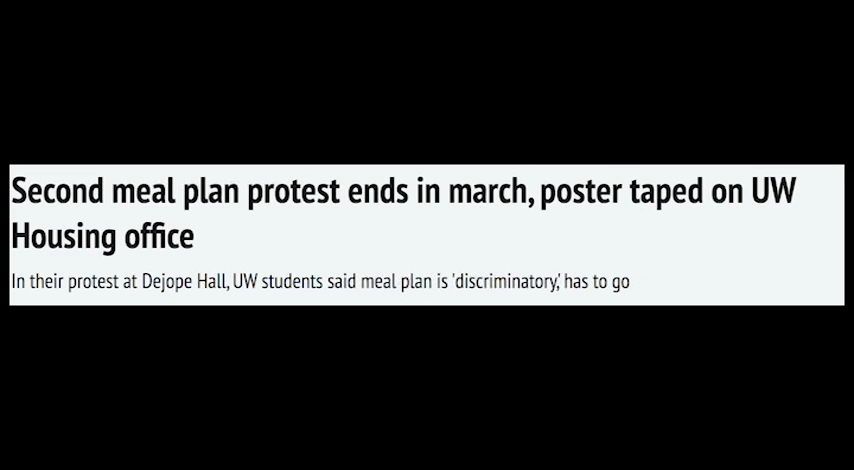 Second meal plan protest ends in march, poster taped on UW
Housing office
In their protest at Dejope Hall, UW students said meal plan is 'discriminatory,' has to go